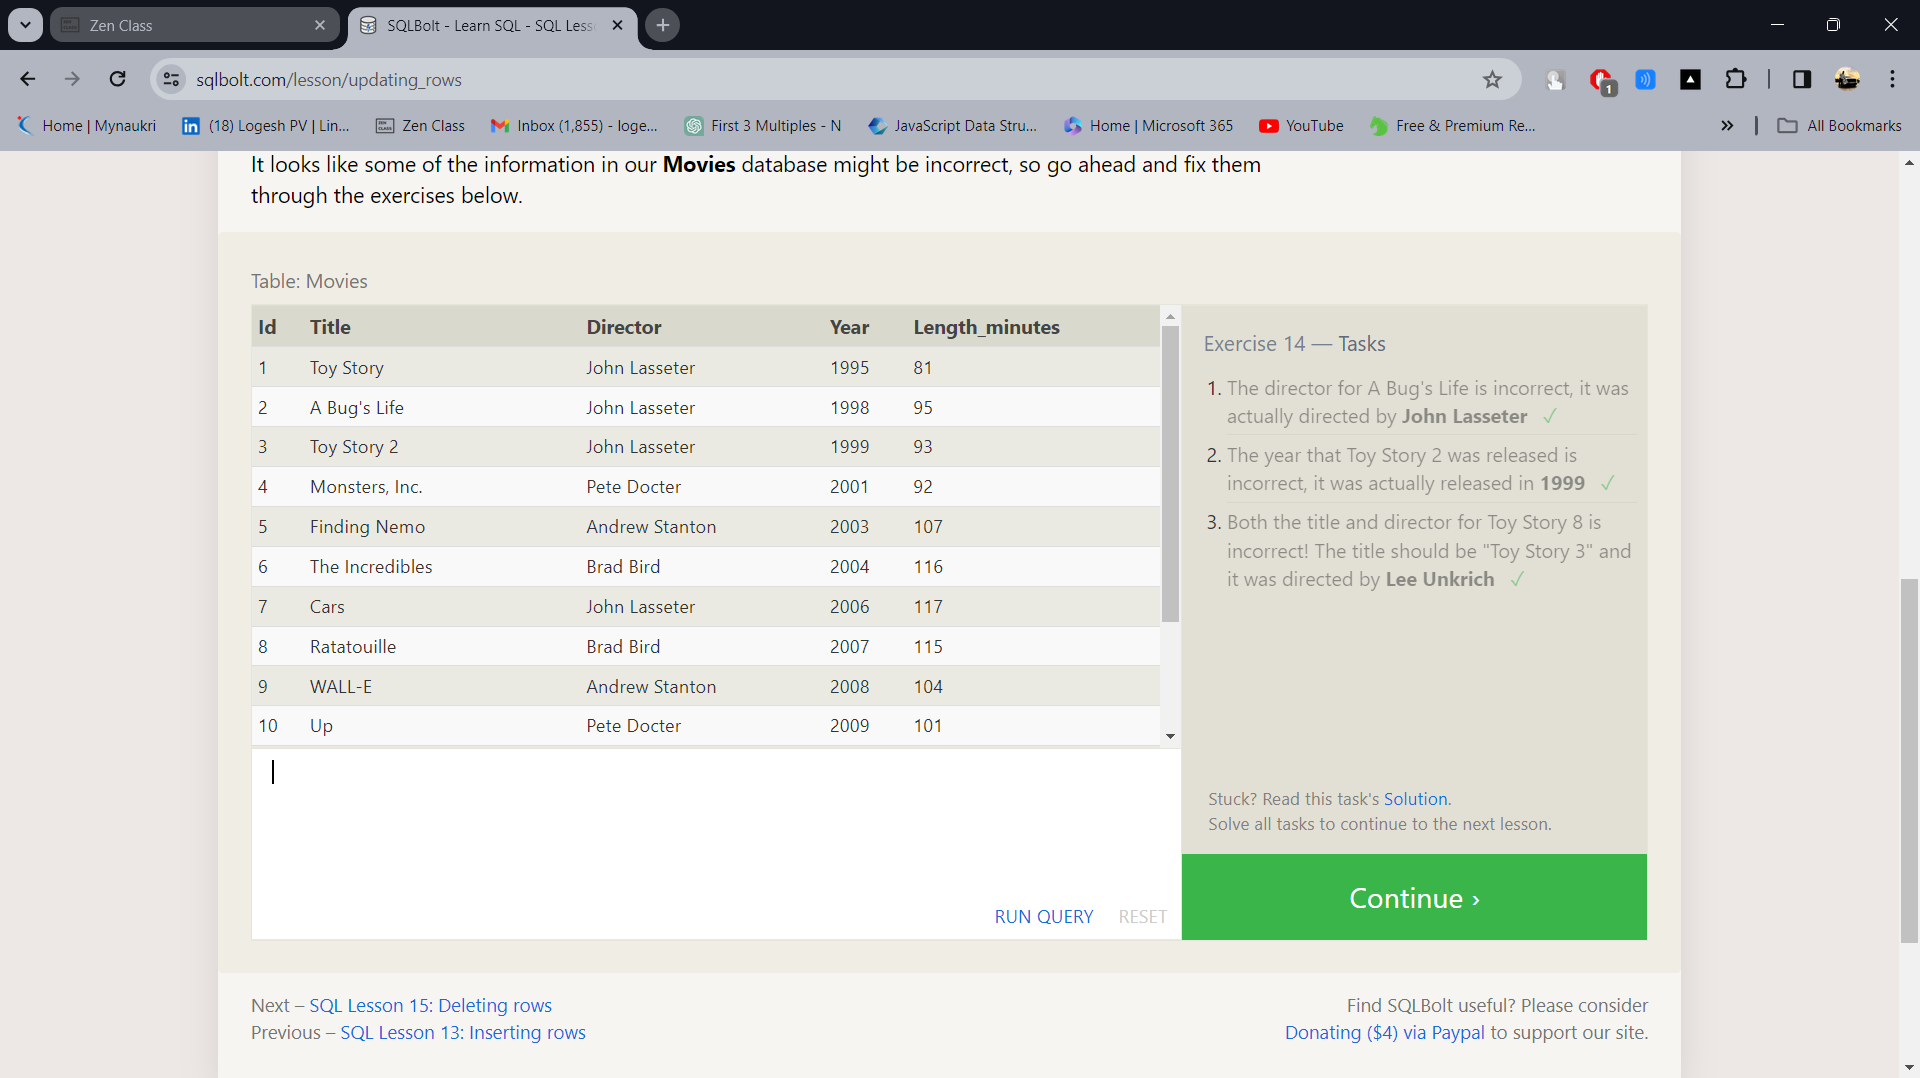 Zen Class
SQLBolt - Learn SQL - SQL Less
sqlbolt.com/lesson/updating_rows
1
Home | Mynaukri
(18) Logesh PV | Lin...
Zen Class
Inbox (1,855) - loge...
First 3 Multiples - N
JavaScript Data Stru...
Home | Microsoft 365
YouTube
Free & Premium Re...
All Bookmarks
It looks like some of the information in our Movies database might be incorrect, so go ahead and fix them
through the exercises below.
Table: Movies
Id Title Director Year Length_minutes
1 Toy Story John Lasseter 1995 81
2 A Bug's Life John Lasseter 1998 95
3 Toy Story 2 John Lasseter 1999 93
4 Monsters, Inc. Pete Docter 2001 92
5 Finding Nemo Andrew Stanton 2003 107
6 The Incredibles Brad Bird 2004 116
7 Cars John Lasseter 2006 117
8 Ratatouille Brad Bird 2007 115
9 WALL-E Andrew Stanton 2008 104
10 Up Pete Docter 2009 101
RUN QUERY RESET
Exercise 14 — Tasks
1. The director for A Bug's Life is incorrect, it was
actually directed by John Lasseter ✓
2. The year that Toy Story 2 was released is
incorrect, it was actually released in 1999 ✓
3. Both the title and director for Toy Story 8 is
incorrect! The title should be "Toy Story 3" and
it was directed by Lee Unkrich ✓
Stuck? Read this task's Solution.
Solve all tasks to continue to the next lesson.
Continue ›
Next – SQL Lesson 15: Deleting rows
Previous – SQL Lesson 13: Inserting rows
Find SQLBolt useful? Please consider
Donating ($4) via Paypal to support our site.